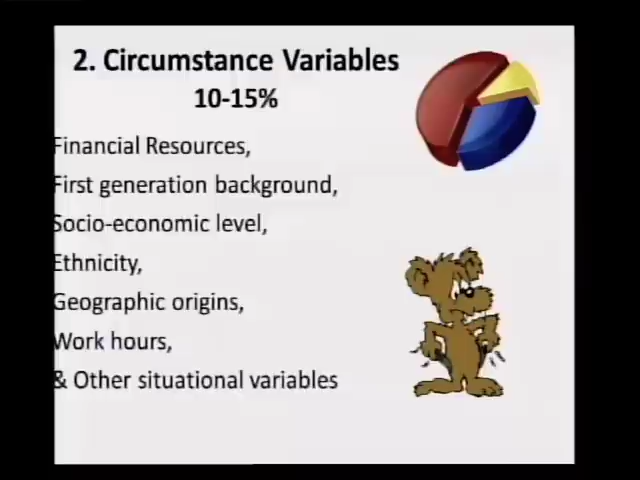 2. Circumstance Variables
10-15%
Financial Resources,
First generation background,
Socio-economic level,
Ethnicity,
Geographic origins,
Work hours,
& Other situational variables